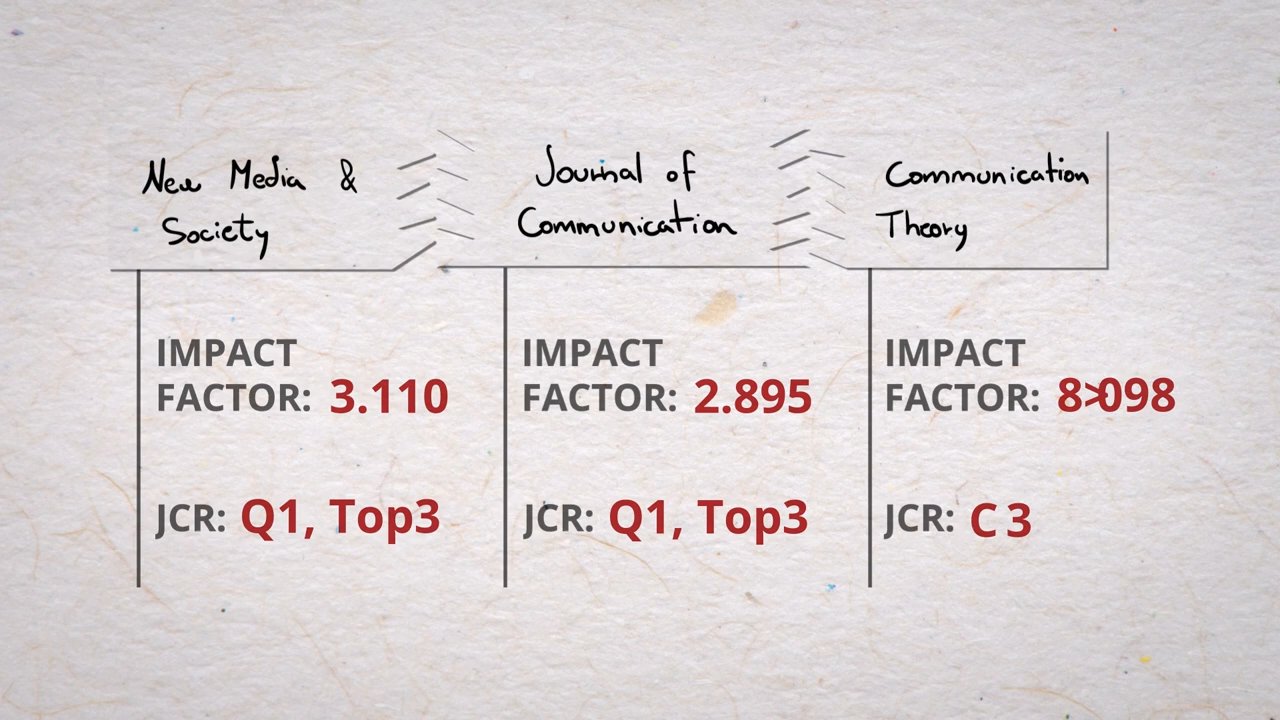 New Media &
Society
IMPACT
FACTOR: 3.110
JCR: Q1, Top3
Journal of
Communication
IMPACT
FACTOR: 2.895
JCR: Q1, Top3
Communication
Theory
IMPACT
FACTOR:
JCR: C 3